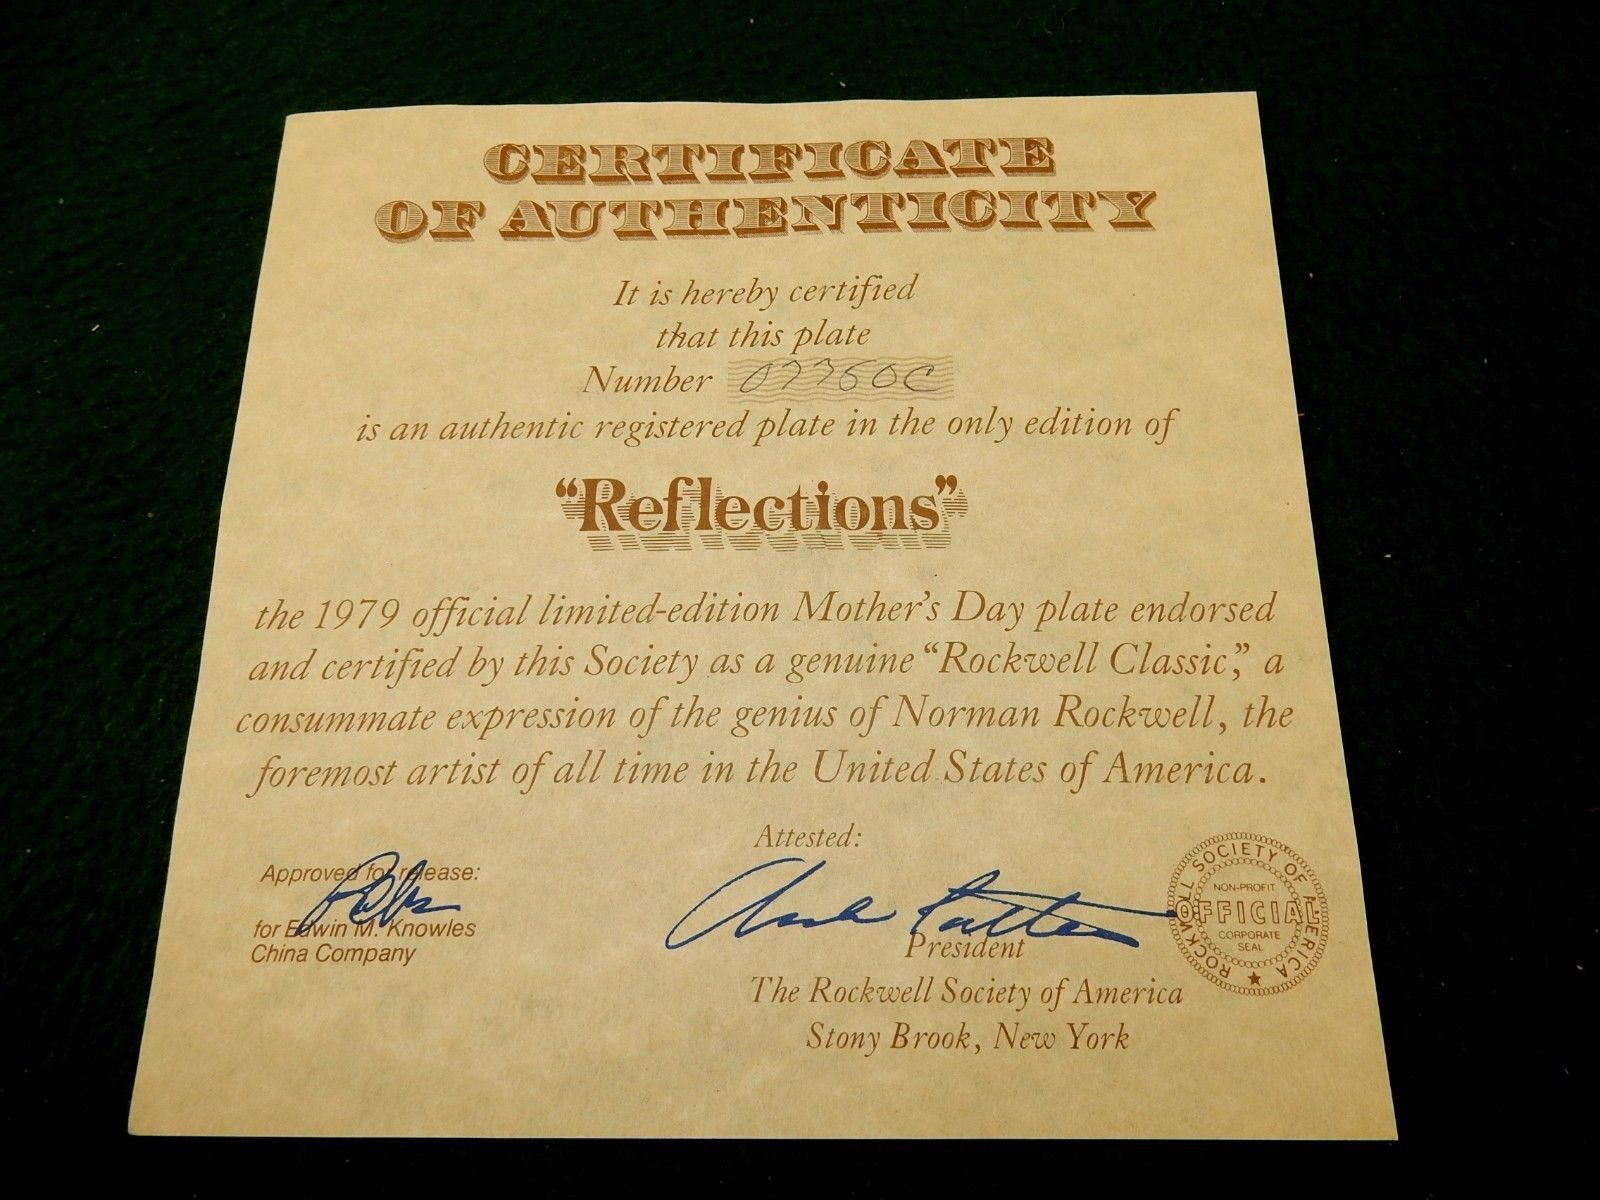 CERTIFICATE
OF AUTHENTICITY
It is hereby certified
that this plate
Number 07760C
is an authentic registered plate in the only edition of
“Reflections”
the 1979 official limited-edition Mother's Day plate endorsed
and certified by this Society as a genuine “Rockwell Classic,” a
consummate expression of the genius of Norman Rockwell, the
foremost artist of all time in the United States of America.
Attested:
Approved for release:
for Edwin M. Knowles
China Company
President
The Rockwell Society of America
Stony Brook, New York
ROCKWELL SOCIETY OF AMERICA
NON-PROFIT
OFFICIAL
CORPORATE
SEAL